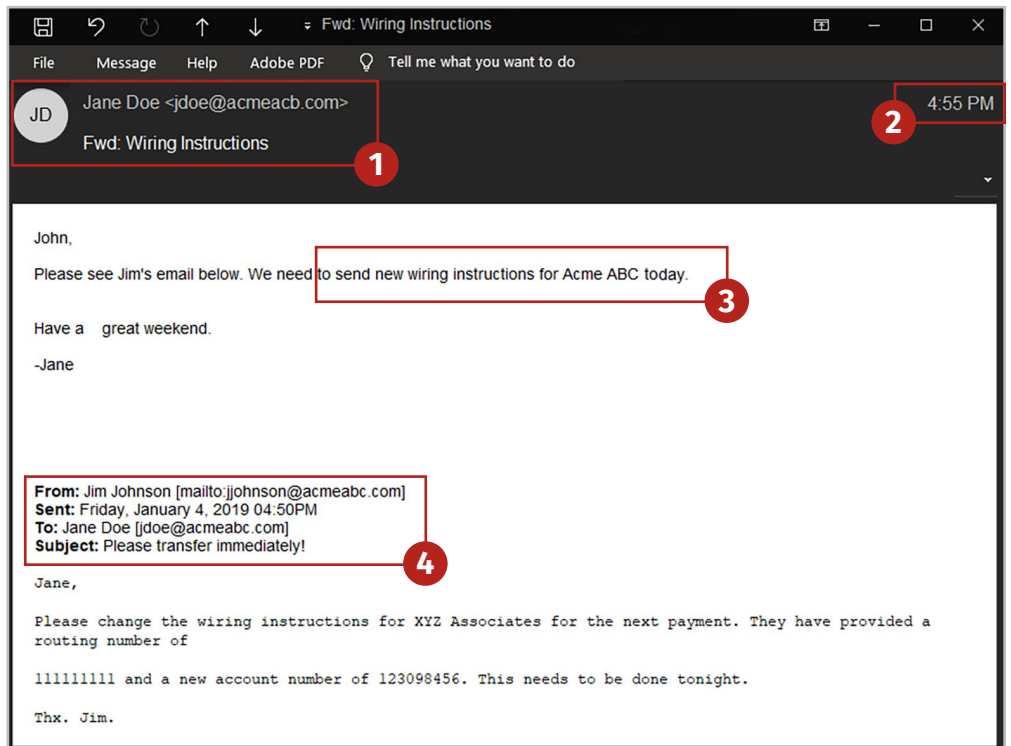 Fwd: Wiring Instructions
File Message Help Adobe PDF Tell me what you want to do
JD
Jane Doe <jdoe@acmeacb.com>
4:55 PM
2
Fwd: Wiring Instructions
1
John,
Please see Jim's email below. We need to send new wiring instructions for Acme ABC today.
3
Have a great weekend.
-Jane
From: Jim Johnson [mailto:jjohnson@acmeabc.com]
Sent: Friday, January 4, 2019 04:50PM
To: Jane Doe [jdoe@acmeabc.com]
Subject: Please transfer immediately!
4
Jane,
Please change the wiring instructions for XYZ Associates for the next payment. They have provided a
routing number of
111111111 and a new account number of 123098456. This needs to be done tonight.
Thx. Jim.